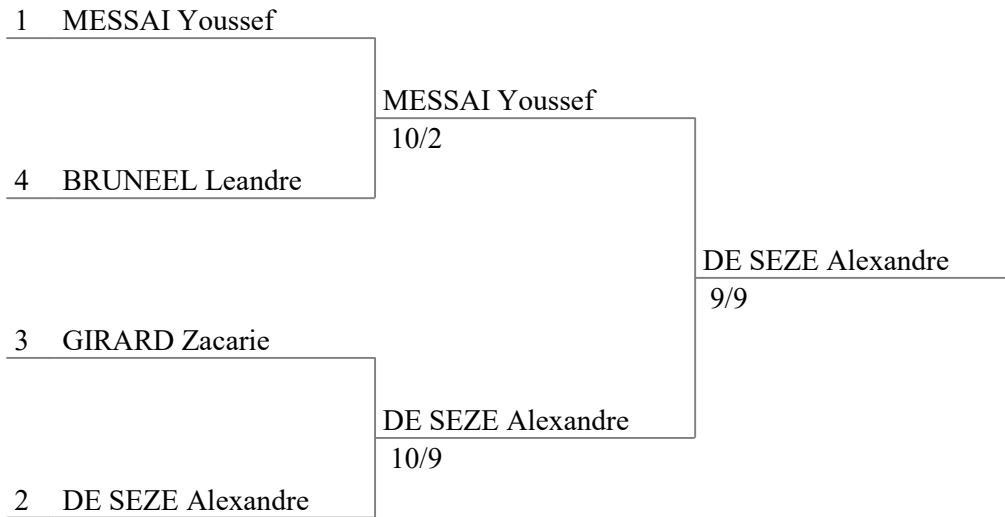 1 MESSAI Youssef
MESSAI Youssef
10/2
4 BRUNEEL Leandre
DE SEZE Alexandre
9/9
3 GIRARD Zacarie
DE SEZE Alexandre
10/9
2 DE SEZE Alexandre